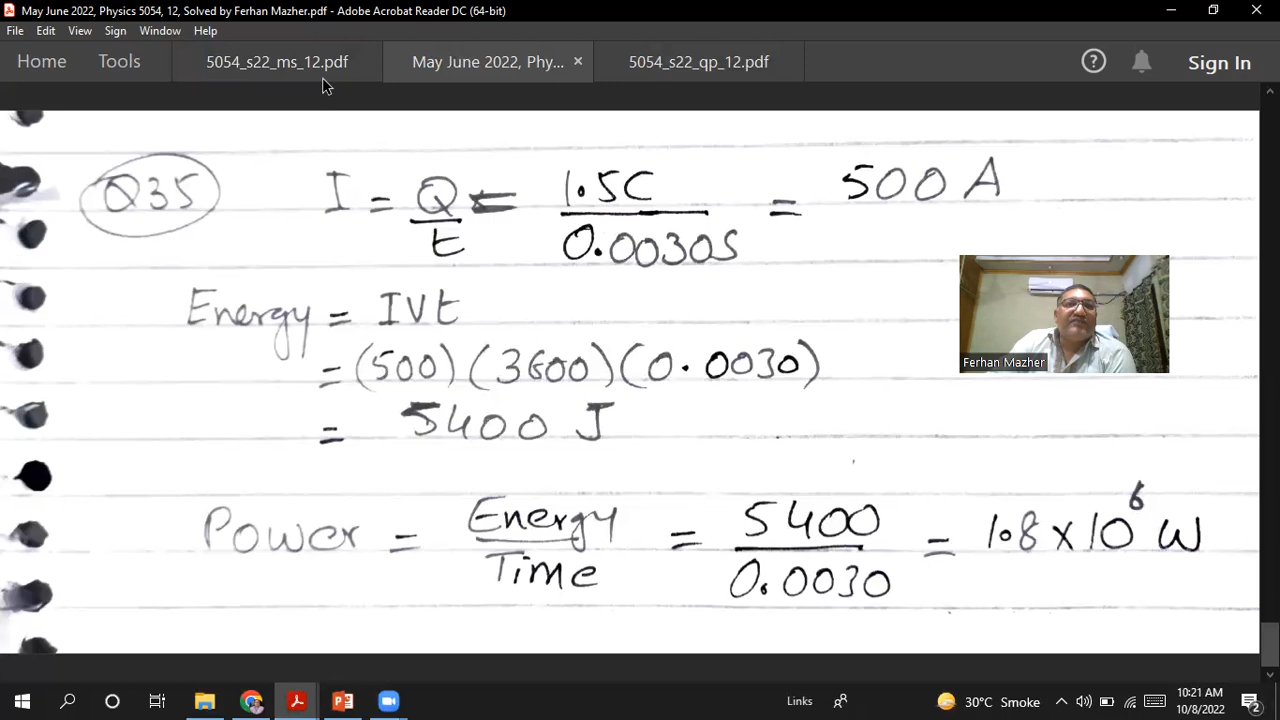 May June 2022, Physics 5054, 12, Solved by Ferhan Mazher.pdf - Adobe Acrobat Reader DC (64-bit)
File Edit View Sign Window Help
Home Tools 5054_s22_ms_12.pdf May June 2022, Phy... × 5054_s22_qp_12.pdf ? Sign In
Q35 I = Q/t = 1.5C/0.0030S = 500 A
Energy = IVt
= (500)(3600)(0.0030)
= 5400 J
Ferhan Mazher
Power = Energy/Time = 5400/0.0030 = 1.8 x 10⁶ W
Links 30°C Smoke 10:21 AM
10/8/2022 2